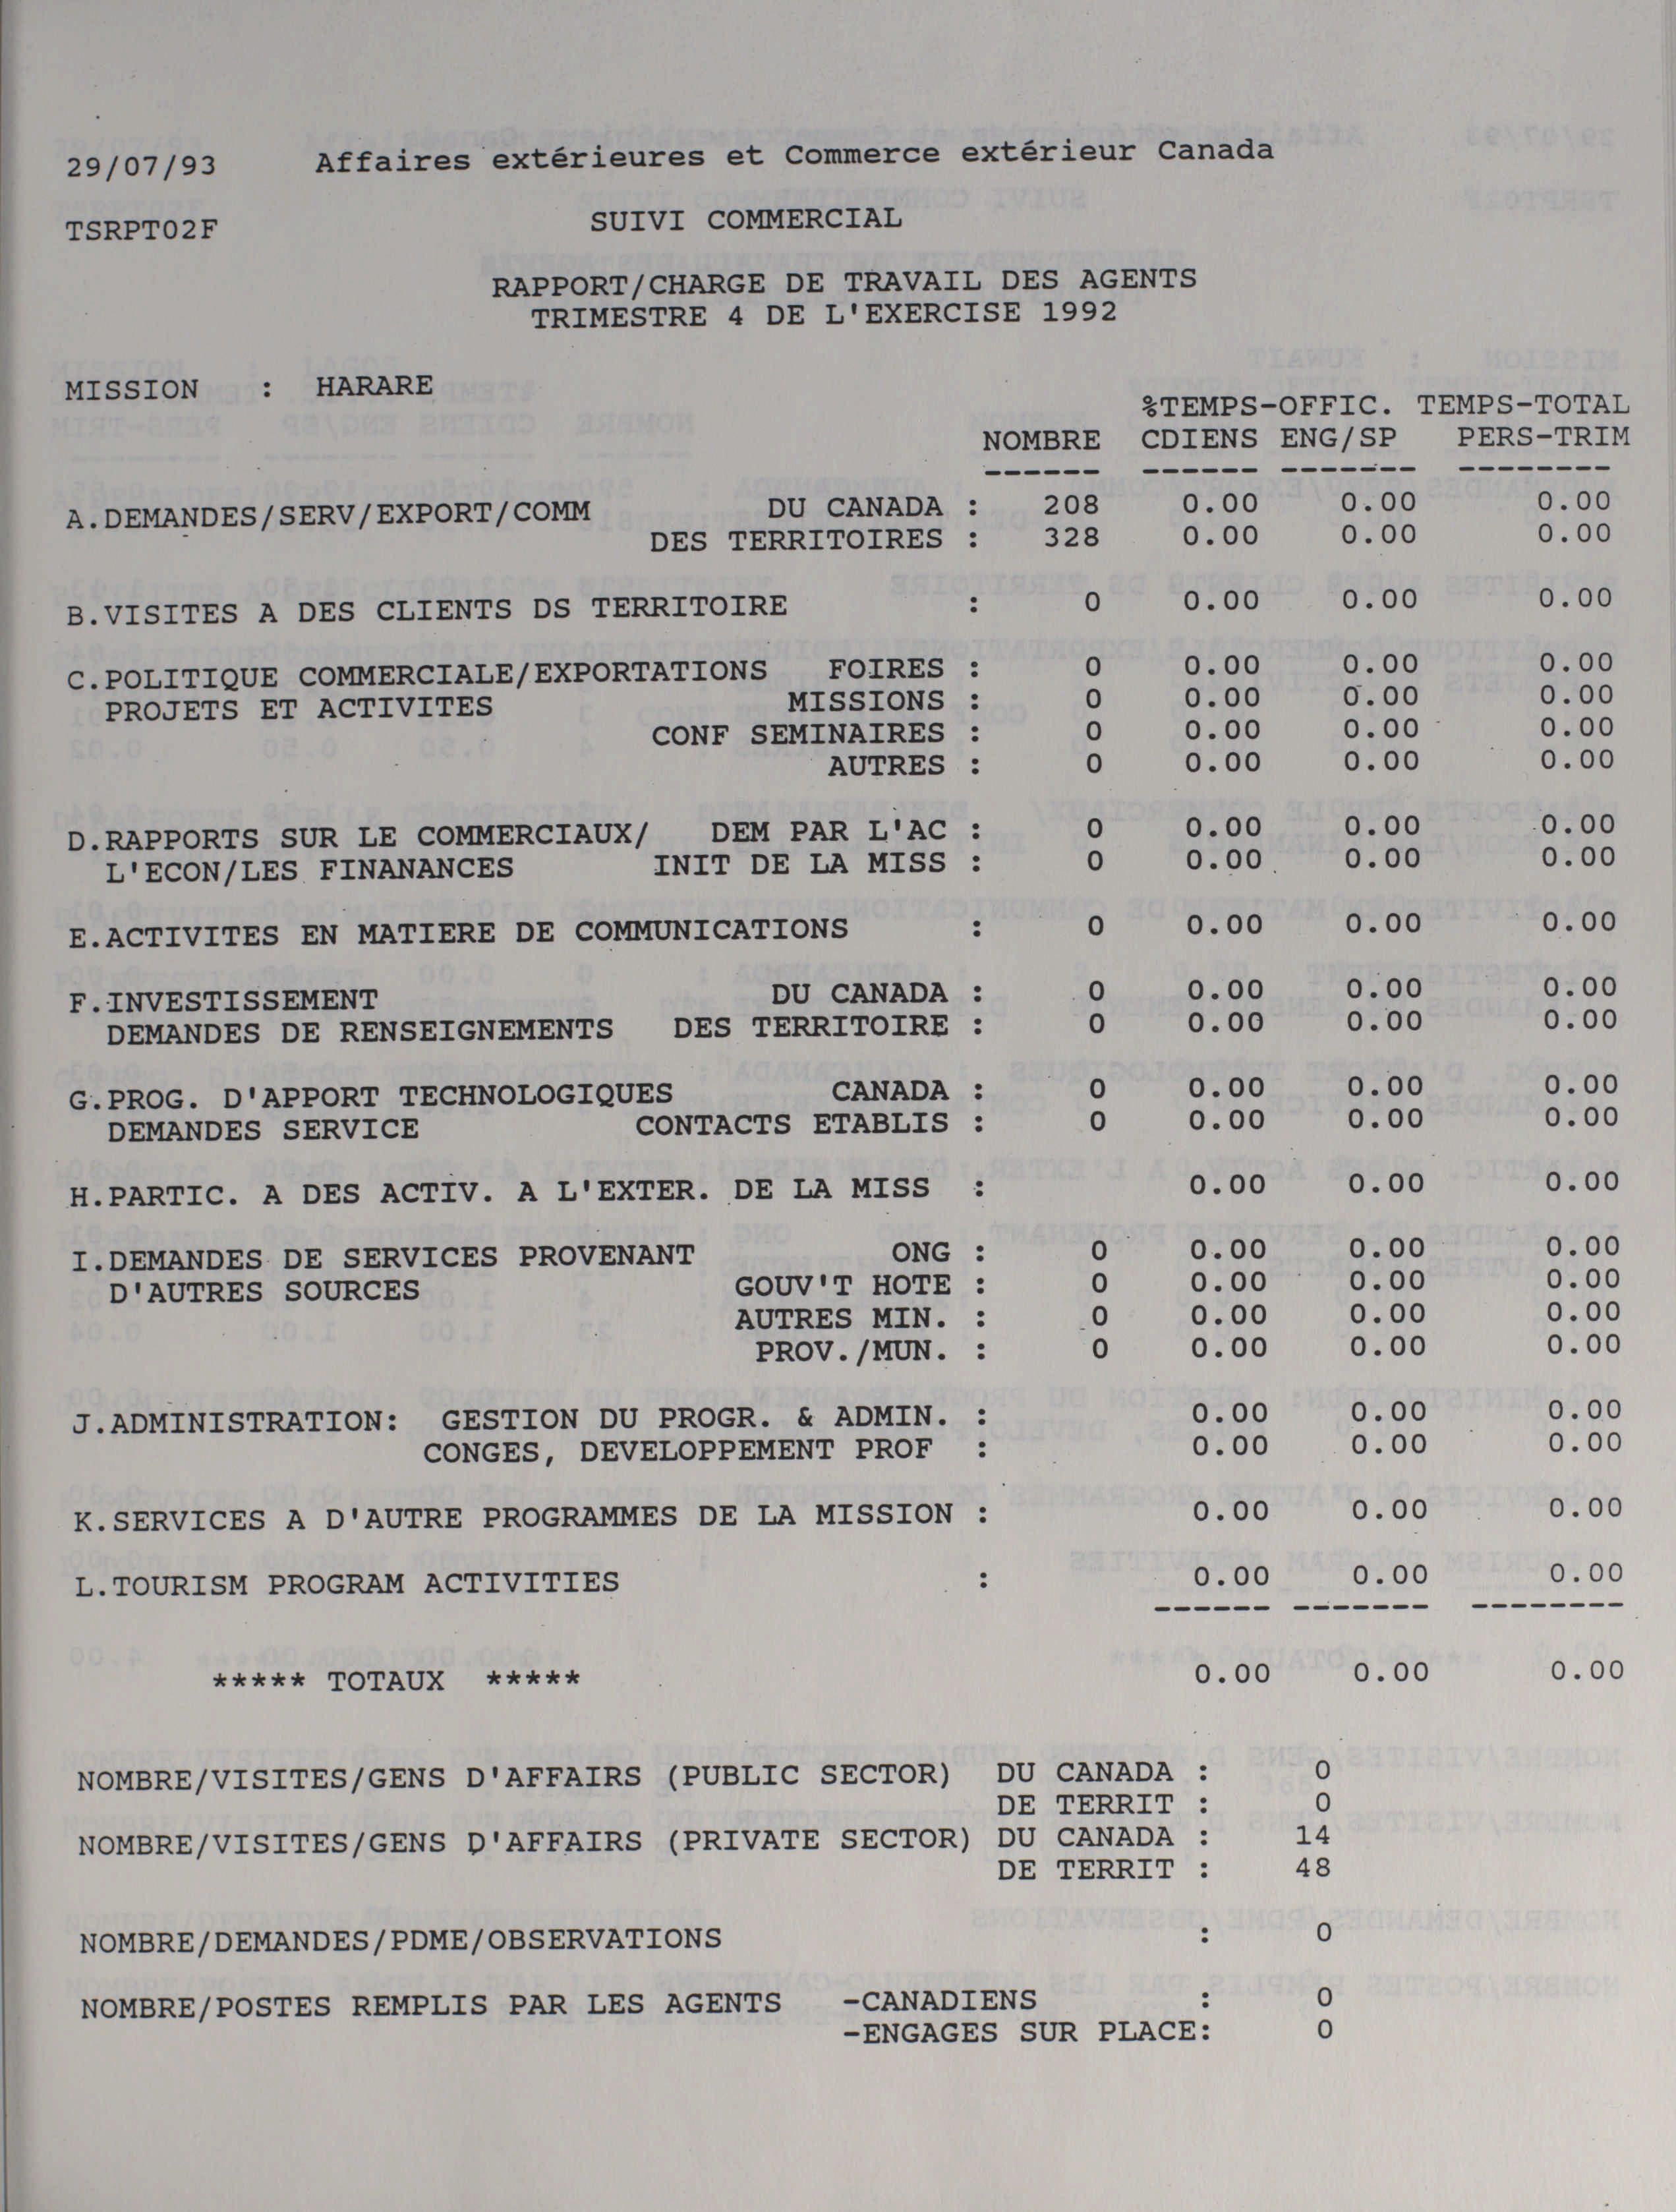 29/07/93 Affaires extérieures et Commerce extérieur Canada
TSRPT02F SUIVI COMMERCIAL
RAPPORT/CHARGE DE TRAVAIL DES AGENTS
TRIMESTRE 4 DE L'EXERCISE 1992
MISSION : HARARE
%TEMPS-OFFIC. TEMPS-TOTAL
NOMBRE CDIENS ENG/SP PERS-TRIM
------ ------ ------- --------
A.DEMANDES/SERV/EXPORT/COMM DU CANADA : 208 0.00 0.00 0.00
DES TERRITOIRES : 328 0.00 0.00 0.00
B.VISITES A DES CLIENTS DS TERRITOIRE : 0 0.00 0.00 0.00
C.POLITIQUE COMMERCIALE/EXPORTATIONS FOIRES : 0 0.00 0.00 0.00
PROJETS ET ACTIVITES MISSIONS : 0 0.00 0.00 0.00
CONF SEMINAIRES : 0 0.00 0.00 0.00
AUTRES : 0 0.00 0.00 0.00
D.RAPPORTS SUR LE COMMERCIAUX/ DEM PAR L'AC : 0 0.00 0.00 0.00
L'ECON/LES FINANANCES INIT DE LA MISS : 0 0.00 0.00 0.00
E.ACTIVITES EN MATIERE DE COMMUNICATIONS : 0 0.00 0.00 0.00
F.INVESTISSEMENT DU CANADA : 0 0.00 0.00 0.00
DEMANDES DE RENSEIGNEMENTS DES TERRITOIRE : 0 0.00 0.00 0.00
G.PROG. D'APPORT TECHNOLOGIQUES CANADA : 0 0.00 0.00 0.00
DEMANDES SERVICE CONTACTS ETABLIS : 0 0.00 0.00 0.00
H.PARTIC. A DES ACTIV. A L'EXTER. DE LA MISS : 0.00 0.00 0.00
I.DEMANDES DE SERVICES PROVENANT ONG : 0 0.00 0.00 0.00
D'AUTRES SOURCES GOUV'T HOTE : 0 0.00 0.00 0.00
AUTRES MIN. : 0 0.00 0.00 0.00
PROV./MUN. : 0 0.00 0.00 0.00
J.ADMINISTRATION: GESTION DU PROGR. & ADMIN. : 0.00 0.00 0.00
CONGES, DEVELOPPEMENT PROF : 0.00 0.00 0.00
K.SERVICES A D'AUTRE PROGRAMMES DE LA MISSION : 0.00 0.00 0.00
L.TOURISM PROGRAM ACTIVITIES : 0.00 0.00 0.00
------ ------- --------
***** TOTAUX ***** 0.00 0.00 0.00
NOMBRE/VISITES/GENS D'AFFAIRS (PUBLIC SECTOR) DU CANADA : 0
DE TERRIT : 0
NOMBRE/VISITES/GENS D'AFFAIRS (PRIVATE SECTOR) DU CANADA : 14
DE TERRIT : 48
NOMBRE/DEMANDES/PDME/OBSERVATIONS : 0
NOMBRE/POSTES REMPLIS PAR LES AGENTS -CANADIENS : 0
-ENGAGES SUR PLACE: 0